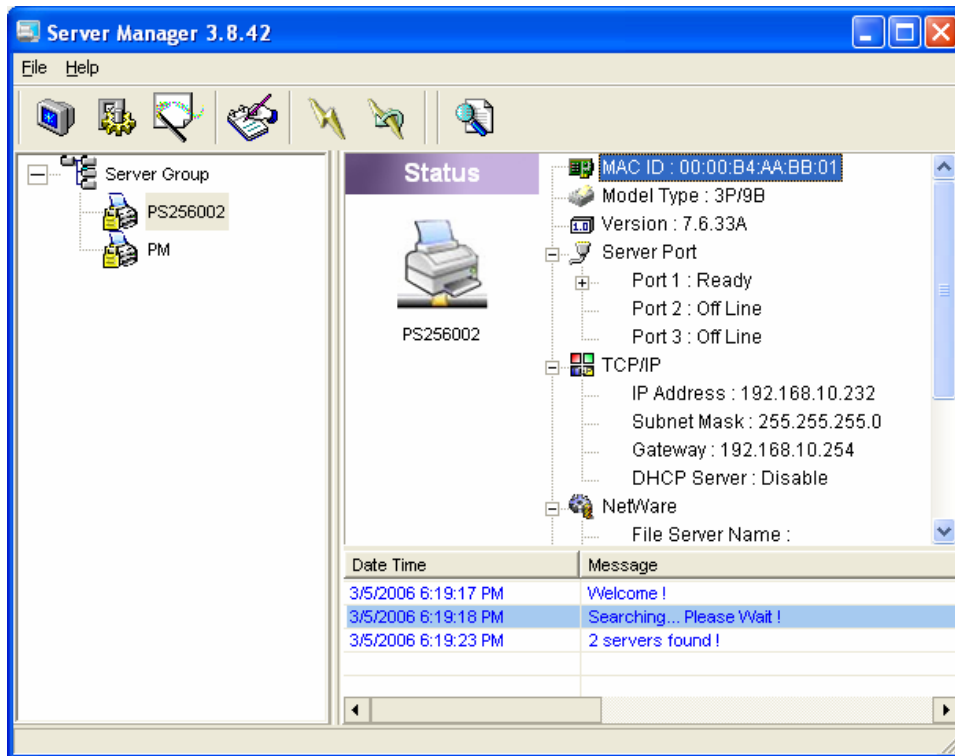 Server Manager 3.8.42
File Help
Server Group
PS256002
PM
Status
PS256002
MAC ID : 00:00:B4:AA:BB:01
Model Type : 3P/9B
1.0 Version : 7.6.33A
Server Port
Port 1 : Ready
Port 2 : Off Line
Port 3 : Off Line
TCP/IP
IP Address : 192.168.10.232
Subnet Mask : 255.255.255.0
Gateway : 192.168.10.254
DHCP Server : Disable
NetWare
File Server Name :
Date Time Message
3/5/2006 6:19:17 PM Welcome !
3/5/2006 6:19:18 PM Searching... Please Wait !
3/5/2006 6:19:23 PM 2 servers found !